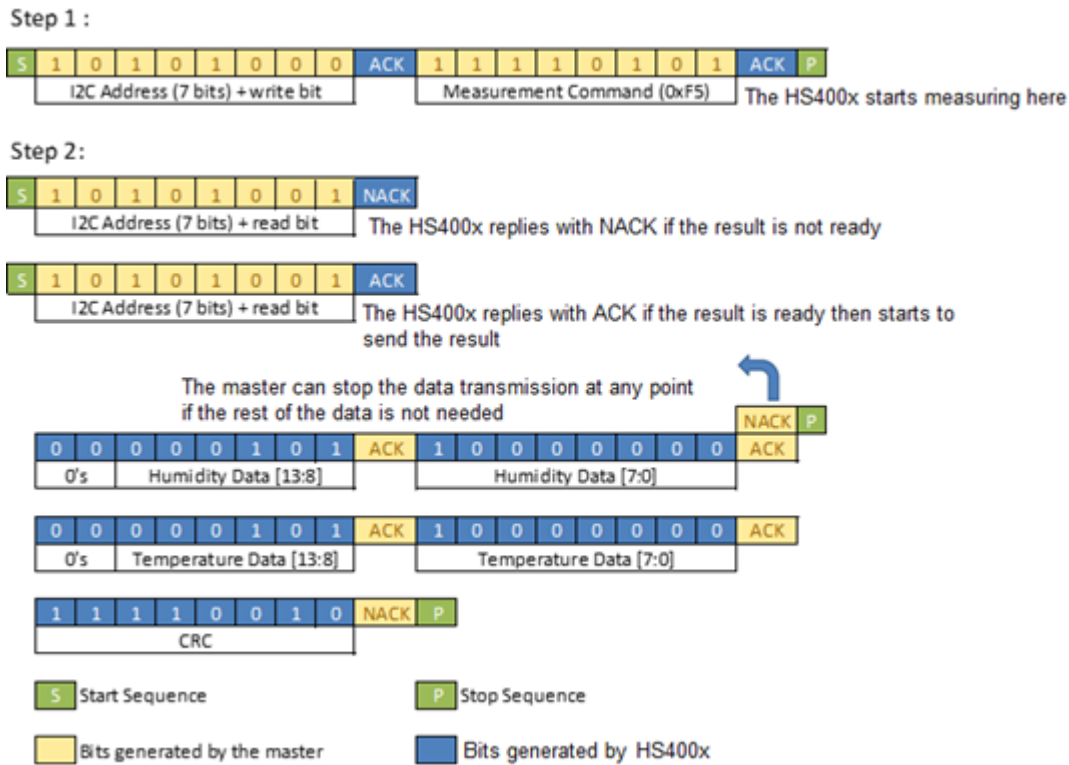 Step 1 :
S 1 0 1 0 1 0 0 0 ACK 1 1 1 1 0 1 0 1 ACK P
I2C Address (7 bits) + write bit Measurement Command (0xF5) The HS400x starts measuring here
Step 2:
S 1 0 1 0 1 0 0 1 NACK
I2C Address (7 bits) + read bit The HS400x replies with NACK if the result is not ready
S 1 0 1 0 1 0 0 1 ACK
I2C Address (7 bits) + read bit The HS400x replies with ACK if the result is ready then starts to
send the result
The master can stop the data transmission at any point
if the rest of the data is not needed
NACK P
0 0 0 0 0 1 0 1 ACK 1 0 0 0 0 0 0 0 ACK
0's Humidity Data [13:8] Humidity Data [7:0]
0 0 0 0 0 1 0 1 ACK 1 0 0 0 0 0 0 0 ACK
0's Temperature Data [13:8] Temperature Data [7:0]
1 1 1 1 0 0 1 0 NACK P
CRC
S Start Sequence P Stop Sequence
Bits generated by the master Bits generated by HS400x